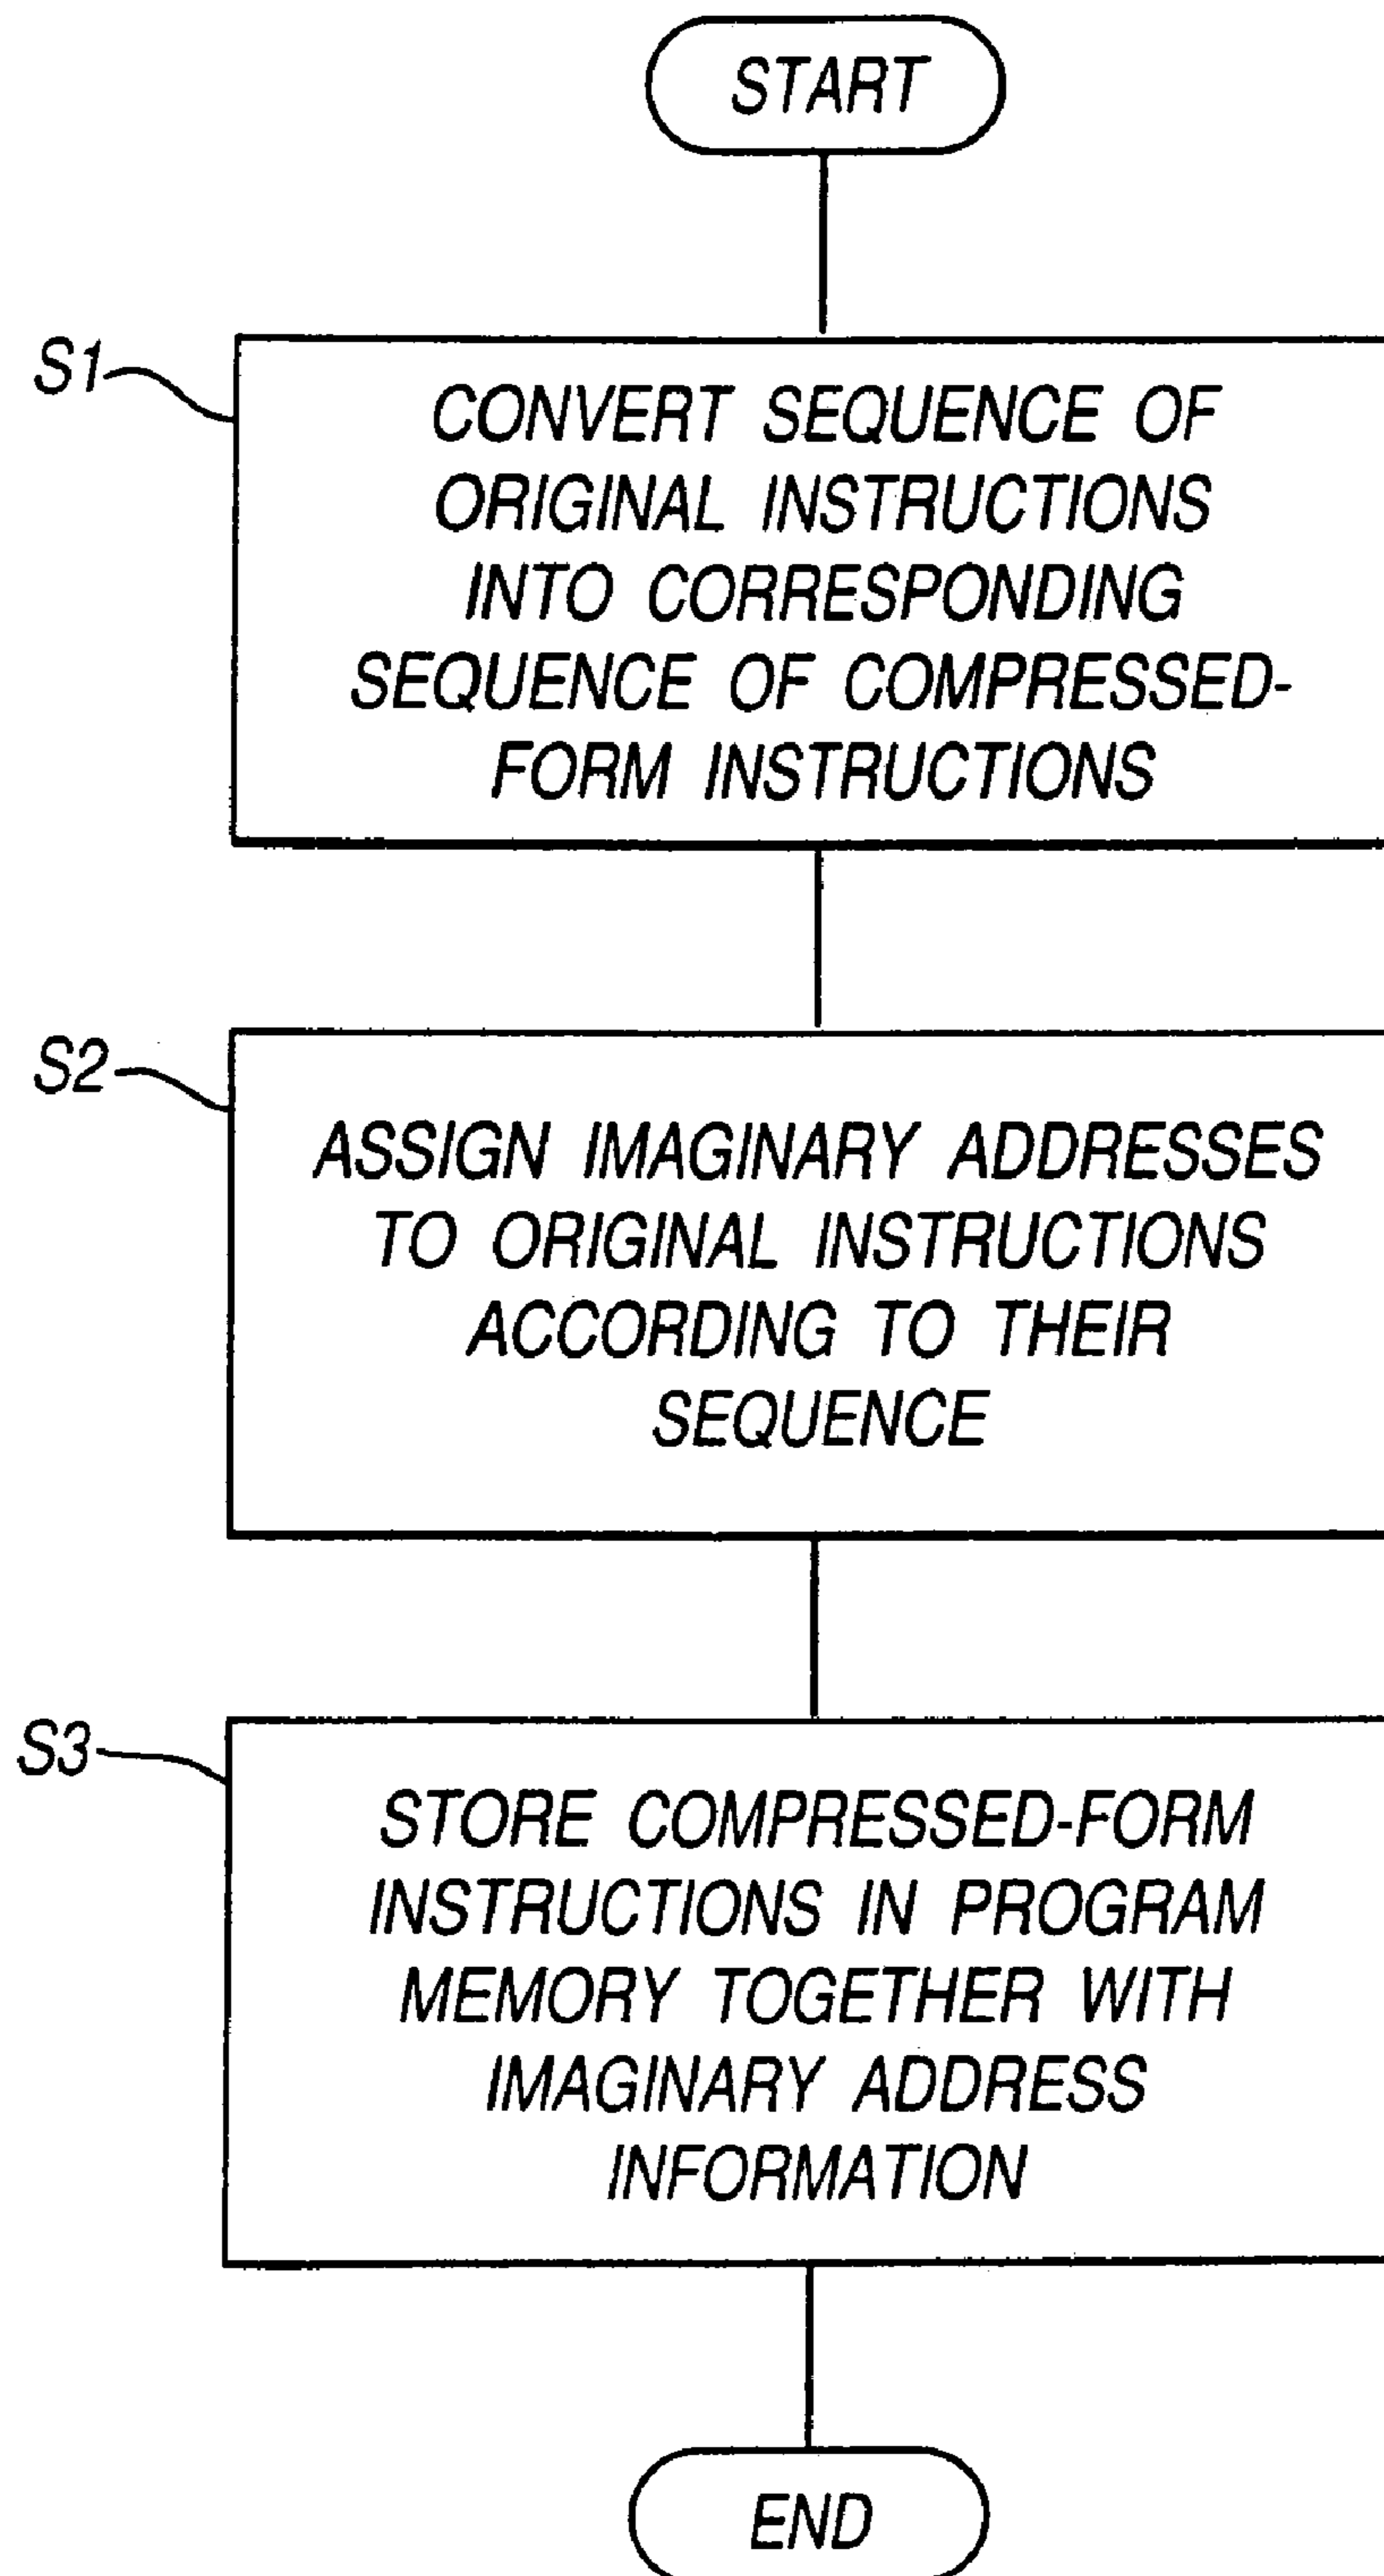 START
S1
CONVERT SEQUENCE OF
ORIGINAL INSTRUCTIONS
INTO CORRESPONDING
SEQUENCE OF COMPRESSED-
FORM INSTRUCTIONS
S2
ASSIGN IMAGINARY ADDRESSES
TO ORIGINAL INSTRUCTIONS
ACCORDING TO THEIR
SEQUENCE
S3
STORE COMPRESSED-FORM
INSTRUCTIONS IN PROGRAM
MEMORY TOGETHER WITH
IMAGINARY ADDRESS
INFORMATION
END